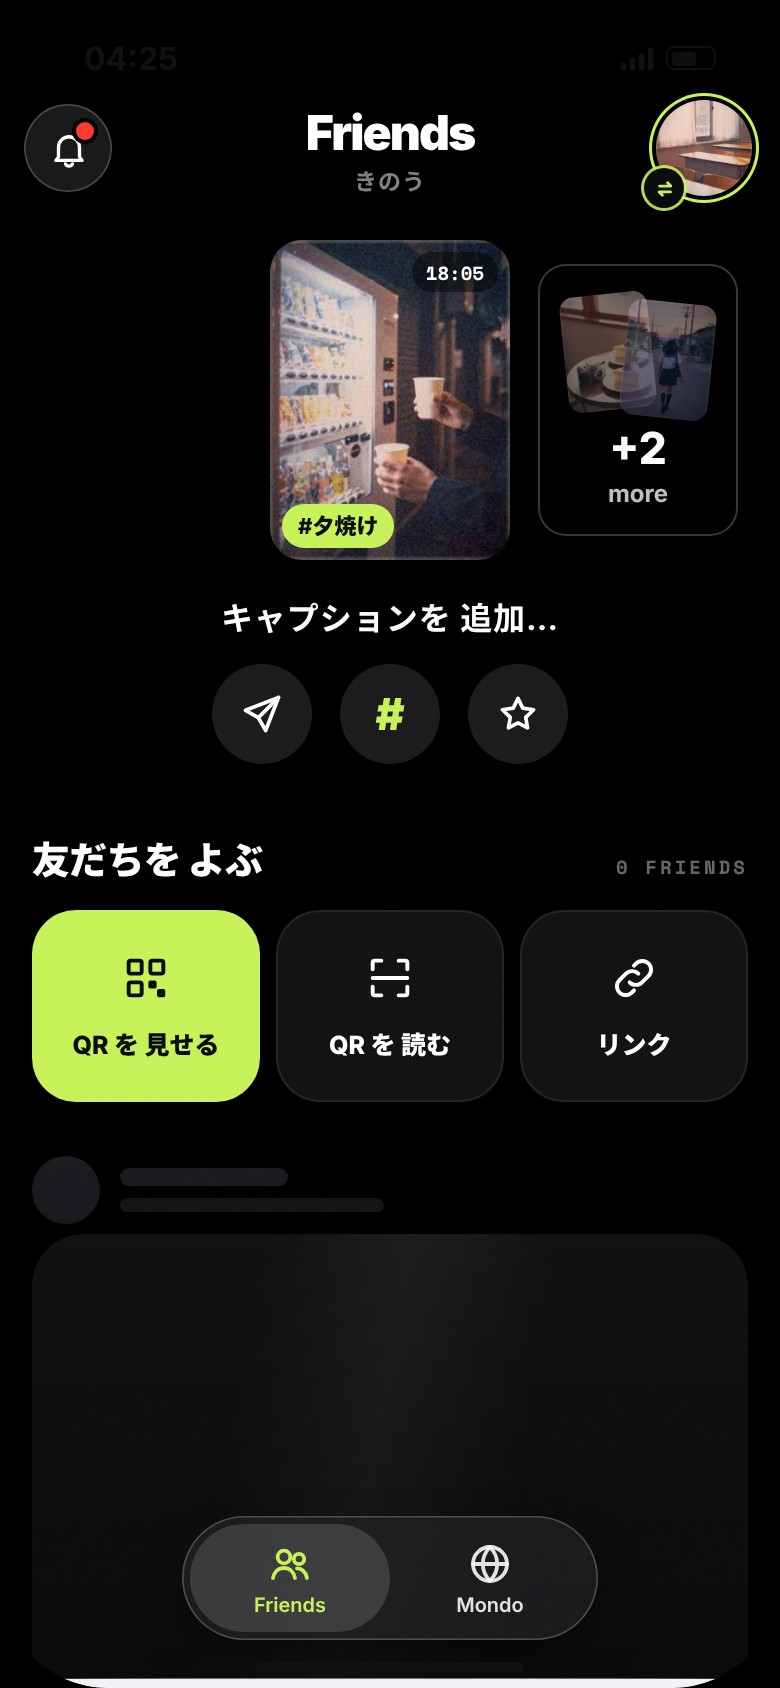 04:25
Friends
きのう
18:05
#夕焼け
+2
more
キャプションを 追加...
#
友だちを よぶ
0 FRIENDS
QR を 見せる
QR を 読む
リンク
Friends
Mondo